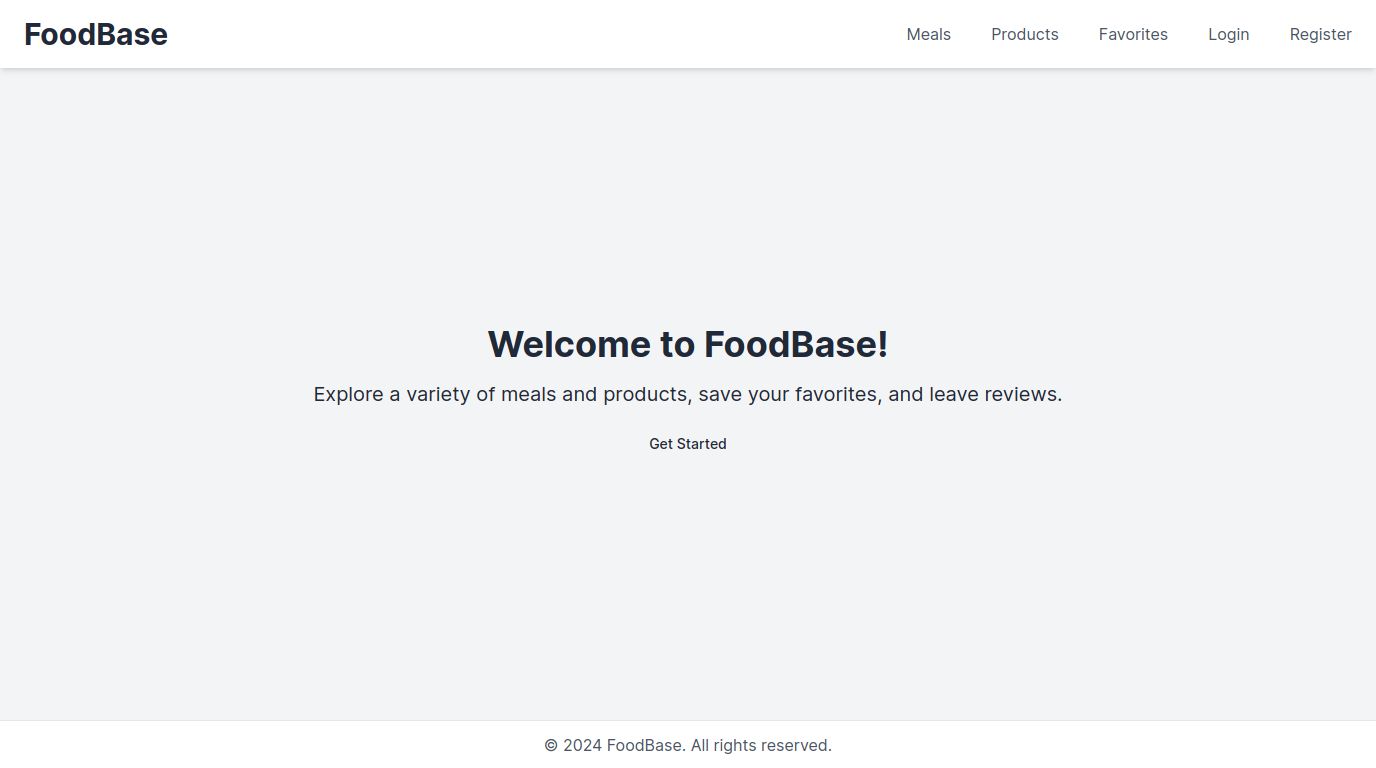 FoodBase
Meals Products Favorites Login Register
Welcome to FoodBase!
Explore a variety of meals and products, save your favorites, and leave reviews.
Get Started
© 2024 FoodBase. All rights reserved.